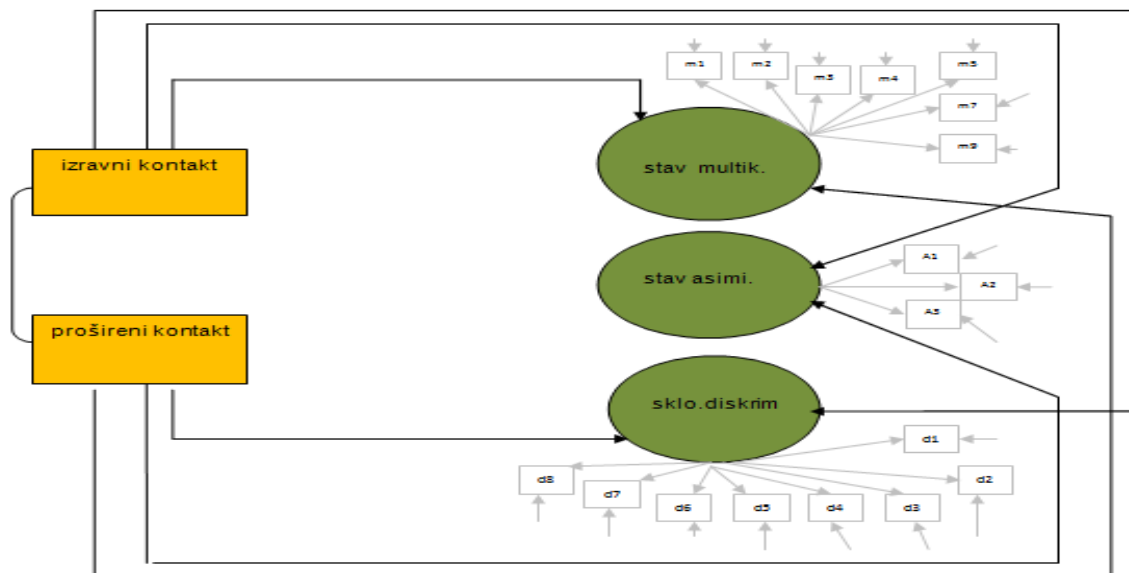 m1
m2
m3
m4
m5
m7
m9
izravni kontakt
stav multik.
stav asimi.
A1
A2
A3
prošireni kontakt
sklo.diskrim
d1
d2
d3
d4
d5
d6
d7
d8